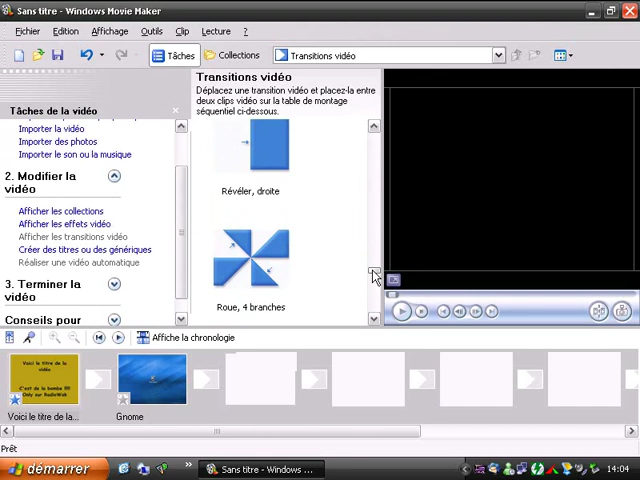 Sans titre - Windows Movie Maker
Fichier Edition Affichage Outils Clip Lecture ?
Tâches Collections Transitions vidéo
Tâches de la vidéo
Importer la vidéo
Importer des photos
Importer le son ou la musique
2. Modifier la
vidéo
Afficher les collections
Afficher les effets vidéo
Afficher les transitions vidéo
Créer des titres ou des génériques
Réaliser une vidéo automatique
3. Terminer la
vidéo
Conseils pour
Transitions vidéo
Déplacez une transition vidéo et placez-la entre
deux clips vidéo sur la table de montage
séquentiel ci-dessous.
Révéler, droite
Roue, 4 branches
Affiche la chronologie
Voici le titre de la
vidéo
C'est de la bombe !!!!
Only sur RadioWalk
Voici le titre de la...
Gnome
Prêt
démarrer
»
Sans titre - Windows ...
14:04